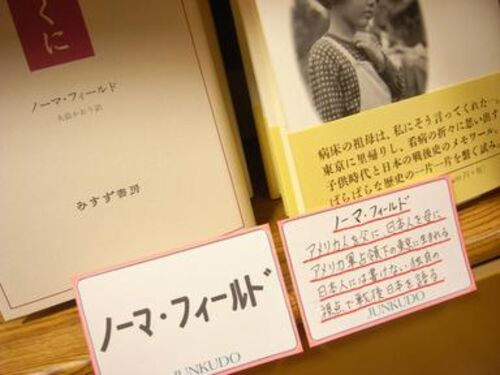 くに
ノーマ・フィールド
大島かおり訳
みすず書房
病床の祖母は、私にそう言ってくれた…
東京に里帰りし、看病の折々に思い出す
子供時代と日本の戦後史のメモワール。
ばらばらな歴史の一片一片を繋ぐ試み。
ノーマ・フィールド
JUNKUDO
ノーマ・フィールド
アメリカ人を父に、日本人を母に
アメリカ軍占領下の東京に生まれる
日本人には書けない独自の
視点で戦後日本を語る。
JUNKUDO